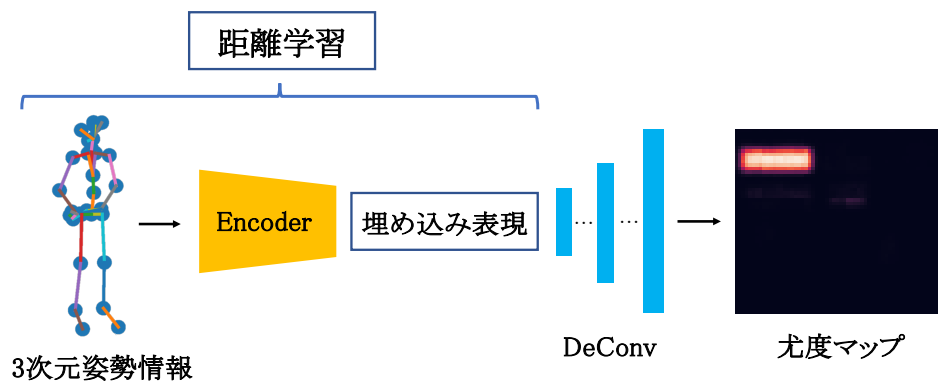 距離学習
Encoder
埋め込み表現
…
…
DeConv
尤度マップ
3次元姿勢情報